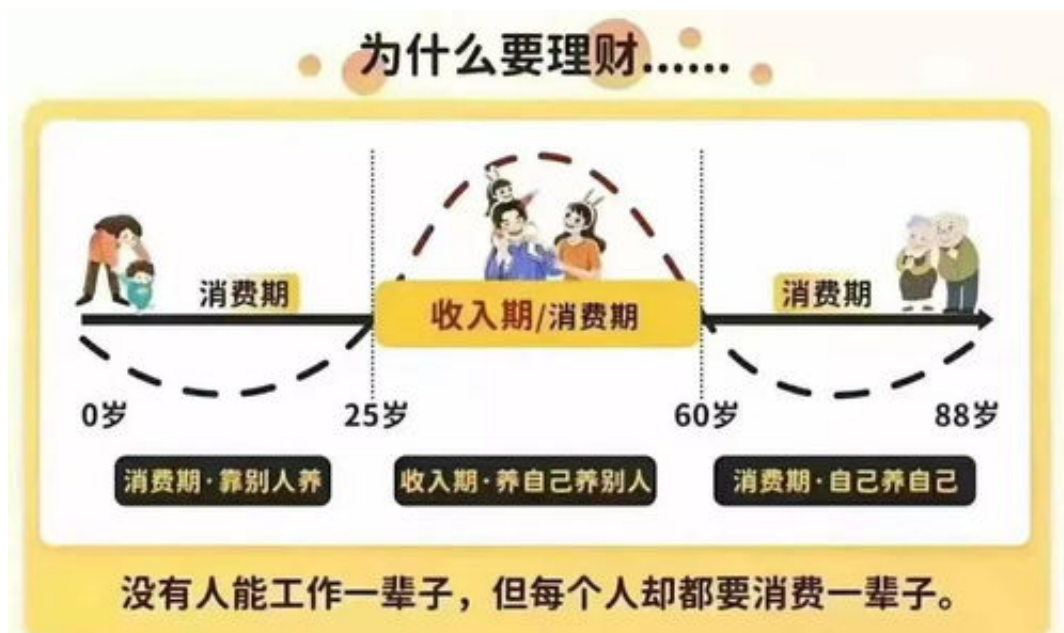 为什么要理财......
消费期
收入期/消费期
消费期
0岁
25岁
60岁
88岁
消费期·靠别人养
收入期·养自己养别人
消费期·自己养自己
没有人能工作一辈子，但每个人却都要消费一辈子。